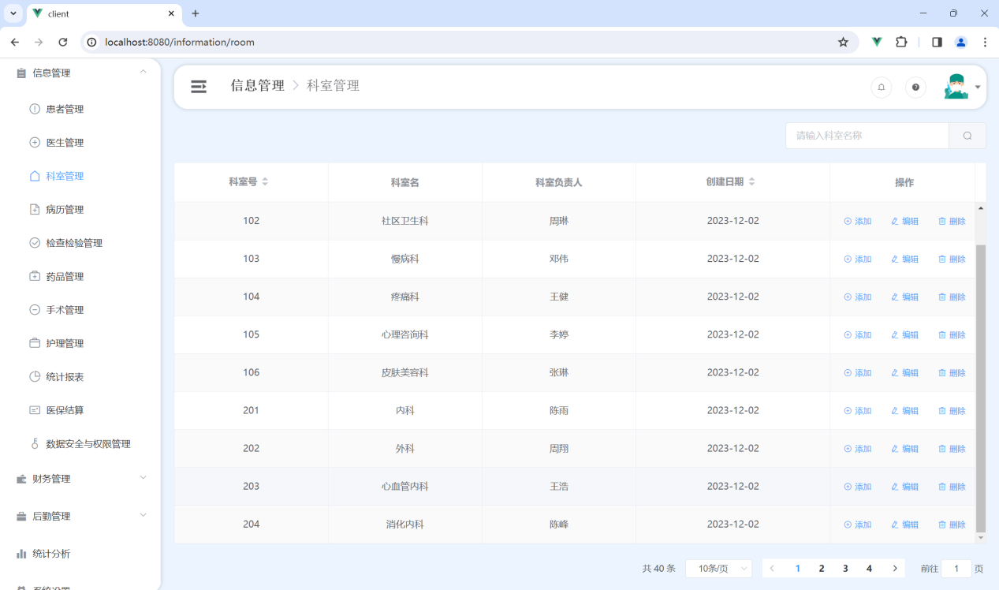 client
localhost:8080/information/room
信息管理
患者管理
医生管理
科室管理
病历管理
检查检验管理
药品管理
手术管理
护理管理
统计报表
医保结算
数据安全与权限管理
财务管理
后勤管理
统计分析
系统设置
信息管理 > 科室管理
请输入科室名称
科室号 科室名 科室负责人 创建日期 操作
102 社区卫生科 周琳 2023-12-02 添加 编辑 删除
103 慢病科 邓伟 2023-12-02 添加 编辑 删除
104 疼痛科 王健 2023-12-02 添加 编辑 删除
105 心理咨询科 李婷 2023-12-02 添加 编辑 删除
106 皮肤美容科 张琳 2023-12-02 添加 编辑 删除
201 内科 陈雨 2023-12-02 添加 编辑 删除
202 外科 周翔 2023-12-02 添加 编辑 删除
203 心血管内科 王浩 2023-12-02 添加 编辑 删除
204 消化内科 陈峰 2023-12-02 添加 编辑 删除
共 40 条 10条/页 1 2 3 4 前往 1 页